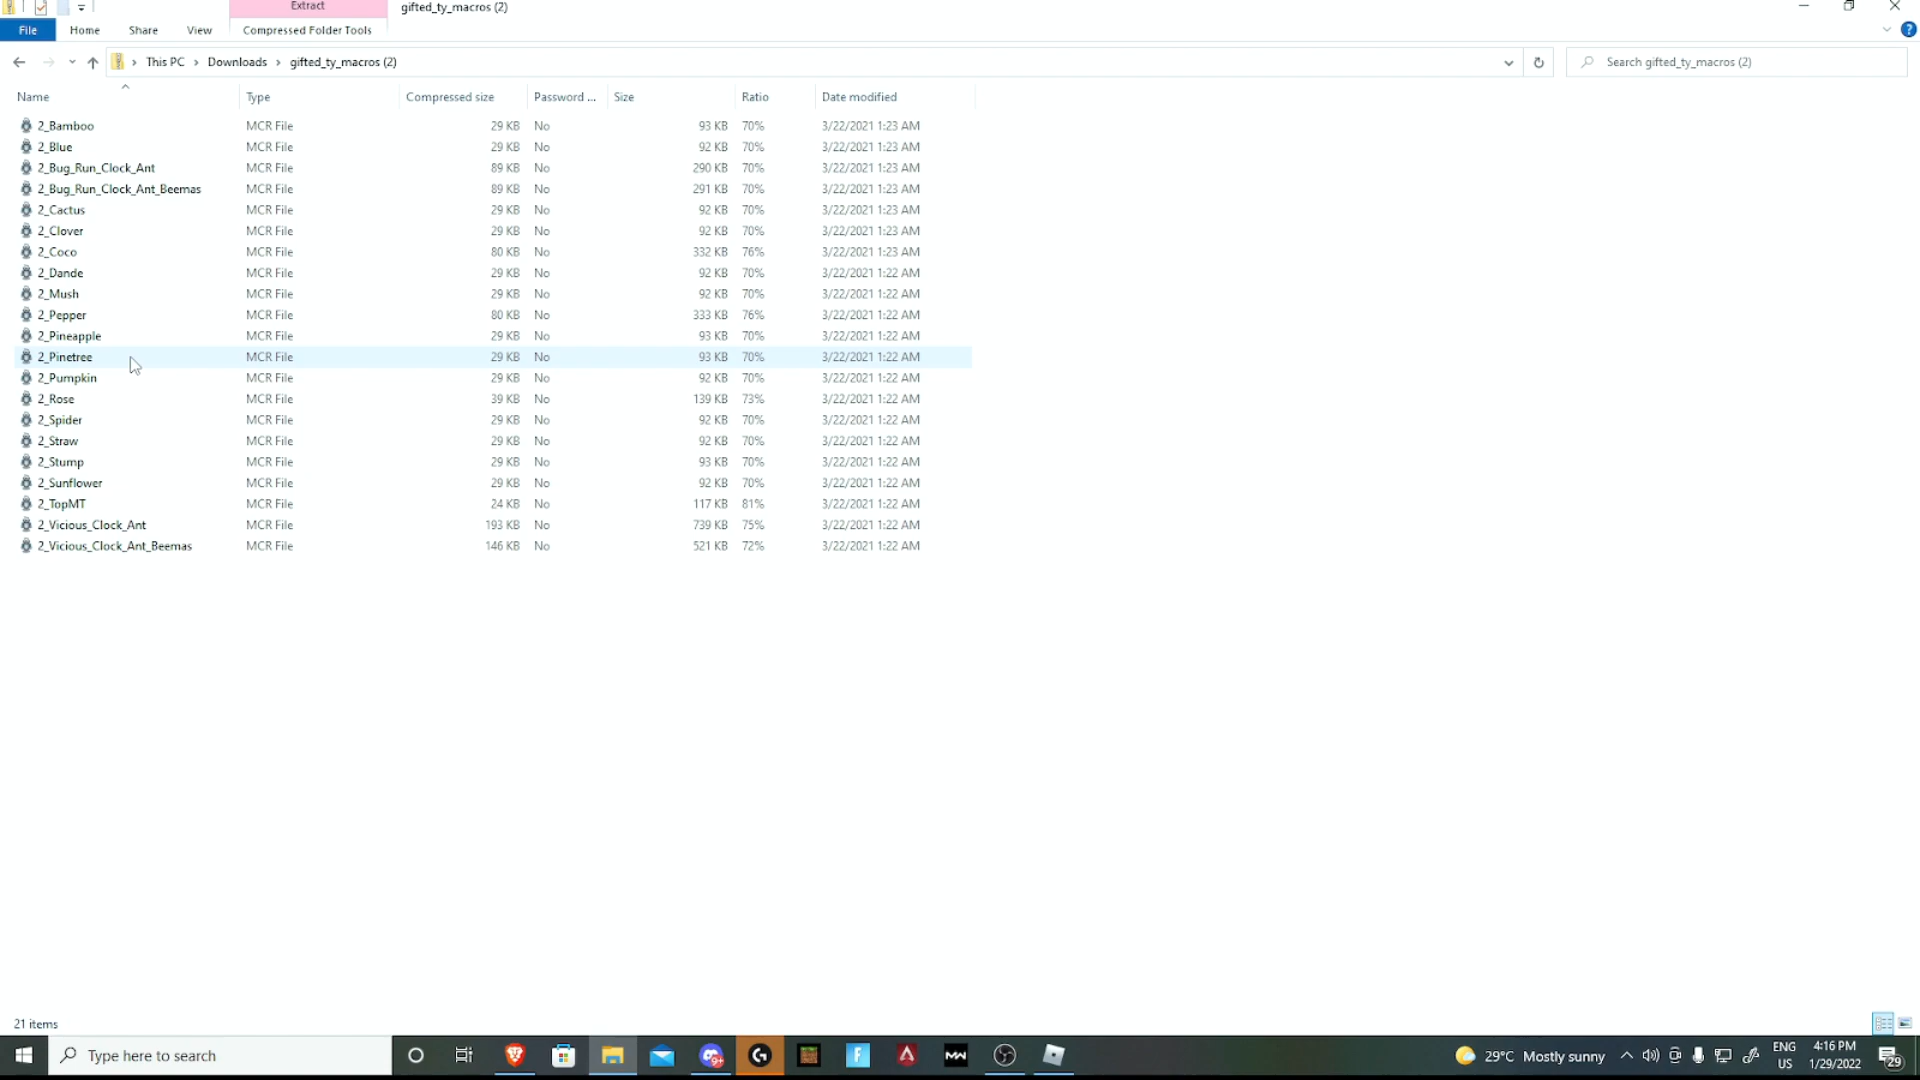 Extract gifted_ty_macros (2)
File Home Share View Compressed Folder Tools
This PC Downloads gifted_ty_macros (2) Search gifted_ty_macros (2)
Name Type Compressed size Password ... Size Ratio Date modified
2_Bamboo MCR File 29 KB No 93 KB 70% 3/22/2021 1:23 AM
2_Blue MCR File 29 KB No 92 KB 70% 3/22/2021 1:23 AM
2_Bug_Run_Clock_Ant MCR File 89 KB No 290 KB 70% 3/22/2021 1:23 AM
2_Bug_Run_Clock_Ant_Beemas MCR File 89 KB No 291 KB 70% 3/22/2021 1:23 AM
2_Cactus MCR File 29 KB No 92 KB 70% 3/22/2021 1:23 AM
2_Clover MCR File 29 KB No 92 KB 70% 3/22/2021 1:23 AM
2_Coco MCR File 80 KB No 332 KB 76% 3/22/2021 1:23 AM
2_Dande MCR File 29 KB No 92 KB 70% 3/22/2021 1:22 AM
2_Mush MCR File 29 KB No 92 KB 70% 3/22/2021 1:22 AM
2_Pepper MCR File 80 KB No 333 KB 76% 3/22/2021 1:22 AM
2_Pineapple MCR File 29 KB No 93 KB 70% 3/22/2021 1:22 AM
2_Pinetree MCR File 29 KB No 93 KB 70% 3/22/2021 1:22 AM
2_Pumpkin MCR File 29 KB No 92 KB 70% 3/22/2021 1:22 AM
2_Rose MCR File 39 KB No 139 KB 73% 3/22/2021 1:22 AM
2_Spider MCR File 29 KB No 92 KB 70% 3/22/2021 1:22 AM
2_Straw MCR File 29 KB No 92 KB 70% 3/22/2021 1:22 AM
2_Stump MCR File 29 KB No 93 KB 70% 3/22/2021 1:22 AM
2_Sunflower MCR File 29 KB No 92 KB 70% 3/22/2021 1:22 AM
2_TopMT MCR File 24 KB No 117 KB 81% 3/22/2021 1:22 AM
2_Vicious_Clock_Ant MCR File 193 KB No 739 KB 75% 3/22/2021 1:22 AM
2_Vicious_Clock_Ant_Beemas MCR File 146 KB No 521 KB 72% 3/22/2021 1:22 AM
21 items
Type here to search 29°C Mostly sunny ENG 4:16 PM
US 1/29/2022 29